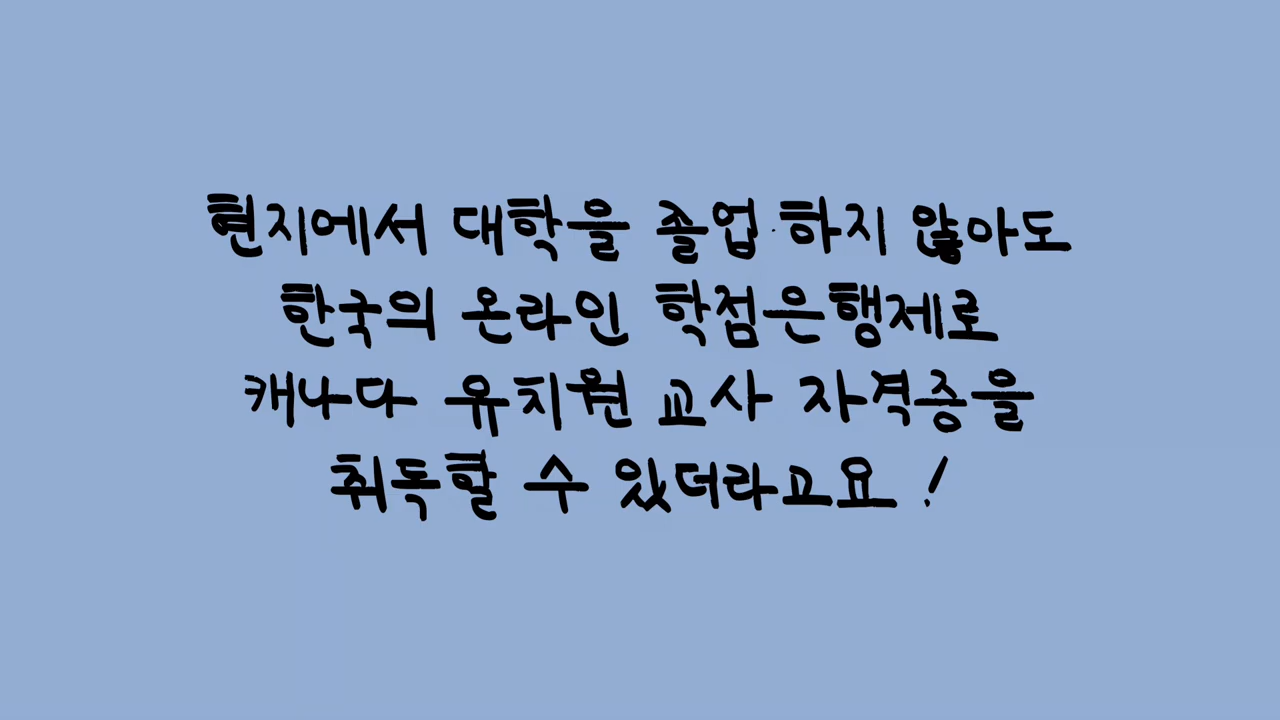 현지에서 대학을 졸업하지 않아도
한국의 온라인 학점은행제로
캐나다 유치원 교사 자격증을
취득할 수 있더라고요!